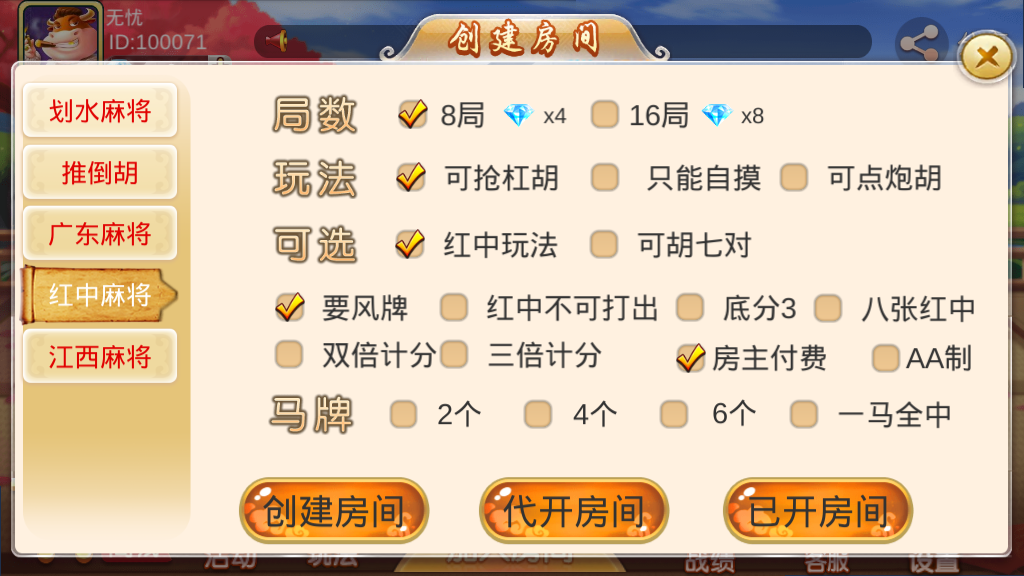 无忧
ID:100071
创建房间
划水麻将
推倒胡
广东麻将
红中麻将
江西麻将
局数 8局 x4 16局 x8
玩法 可抢杠胡 只能自摸 可点炮胡
可选 红中玩法 可胡七对
要风牌 红中不可打出 底分3 八张红中
双倍计分 三倍计分 房主付费 AA制
马牌 2个 4个 6个 一马全中
创建房间 代开房间 已开房间
活动 玩法 加入房间 战绩 客服 设置